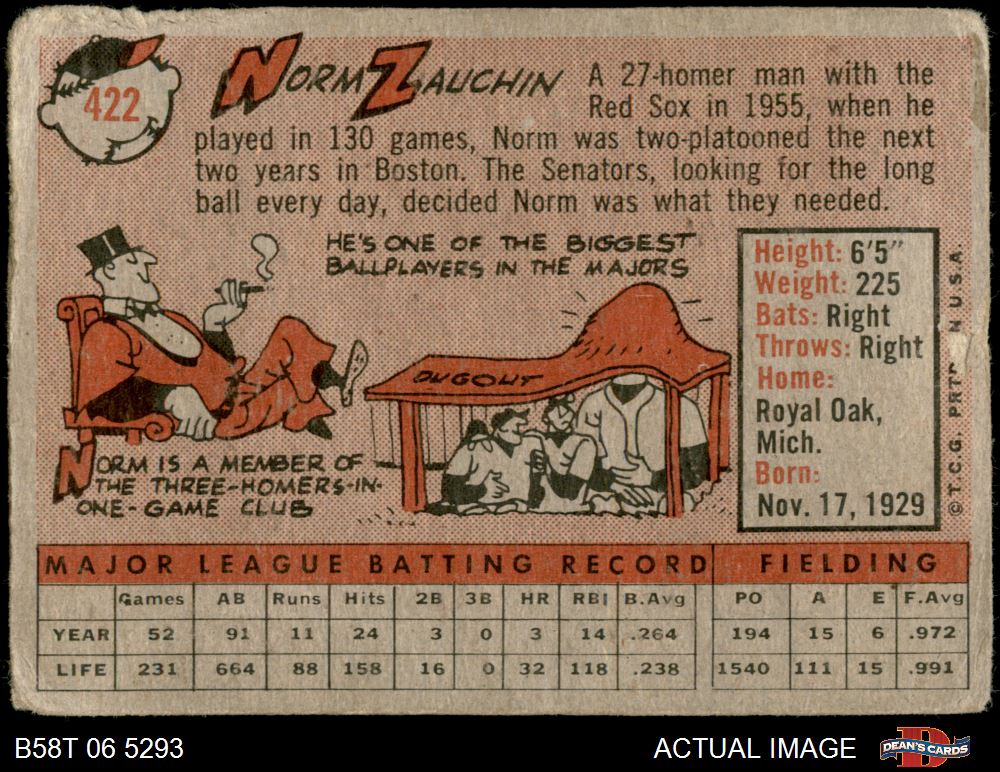 422
NORM ZAUCHIN
A 27-homer man with the
Red Sox in 1955, when he
played in 130 games, Norm was two-platooned the next
two years in Boston. The Senators, looking for the long
ball every day, decided Norm was what they needed.
HE'S ONE OF THE BIGGEST
BALLPLAYERS IN THE MAJORS
DUGOUT
NORM IS A MEMBER OF
THE THREE-HOMERS-IN-
ONE-GAME CLUB
Height: 6'5"
Weight: 225
Bats: Right
Throws: Right
Home:
Royal Oak,
Mich.
Born:
Nov. 17, 1929
© T.C.G. N U.S.A.
MAJOR LEAGUE BATTING RECORD FIELDING
Games AB Runs Hits 2B 3B HR RBI B.Avg PO A E F.Avg
YEAR 52 91 11 24 3 0 3 14 .264 194 15 6 .972
LIFE 231 664 88 158 16 0 32 118 .238 1540 111 15 .991
B58T 06 5293
ACTUAL IMAGE
D
DEAN'S CARDS